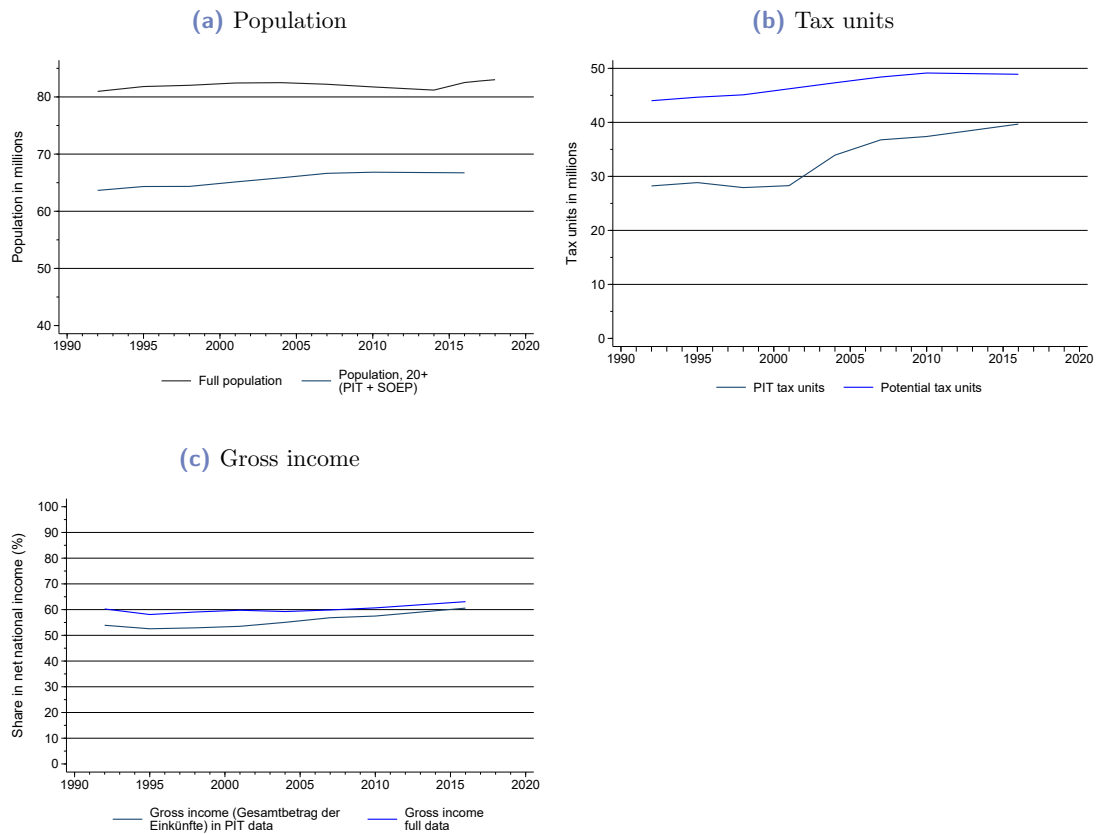 (a) Population
Population in millions
80
70
60
50
40
1990 1995 2000 2005 2010 2015 2020
Full population
Population, 20+
(PIT + SOEP)
(b) Tax units
Tax units in millions
50
40
30
20
10
0
1990 1995 2000 2005 2010 2015 2020
PIT tax units
Potential tax units
(c) Gross income
Share in net national income (%)
100
90
80
70
60
50
40
30
20
10
0
1990 1995 2000 2005 2010 2015 2020
Gross income (Gesamtbetrag der
Einkünfte) in PIT data
Gross income
full data